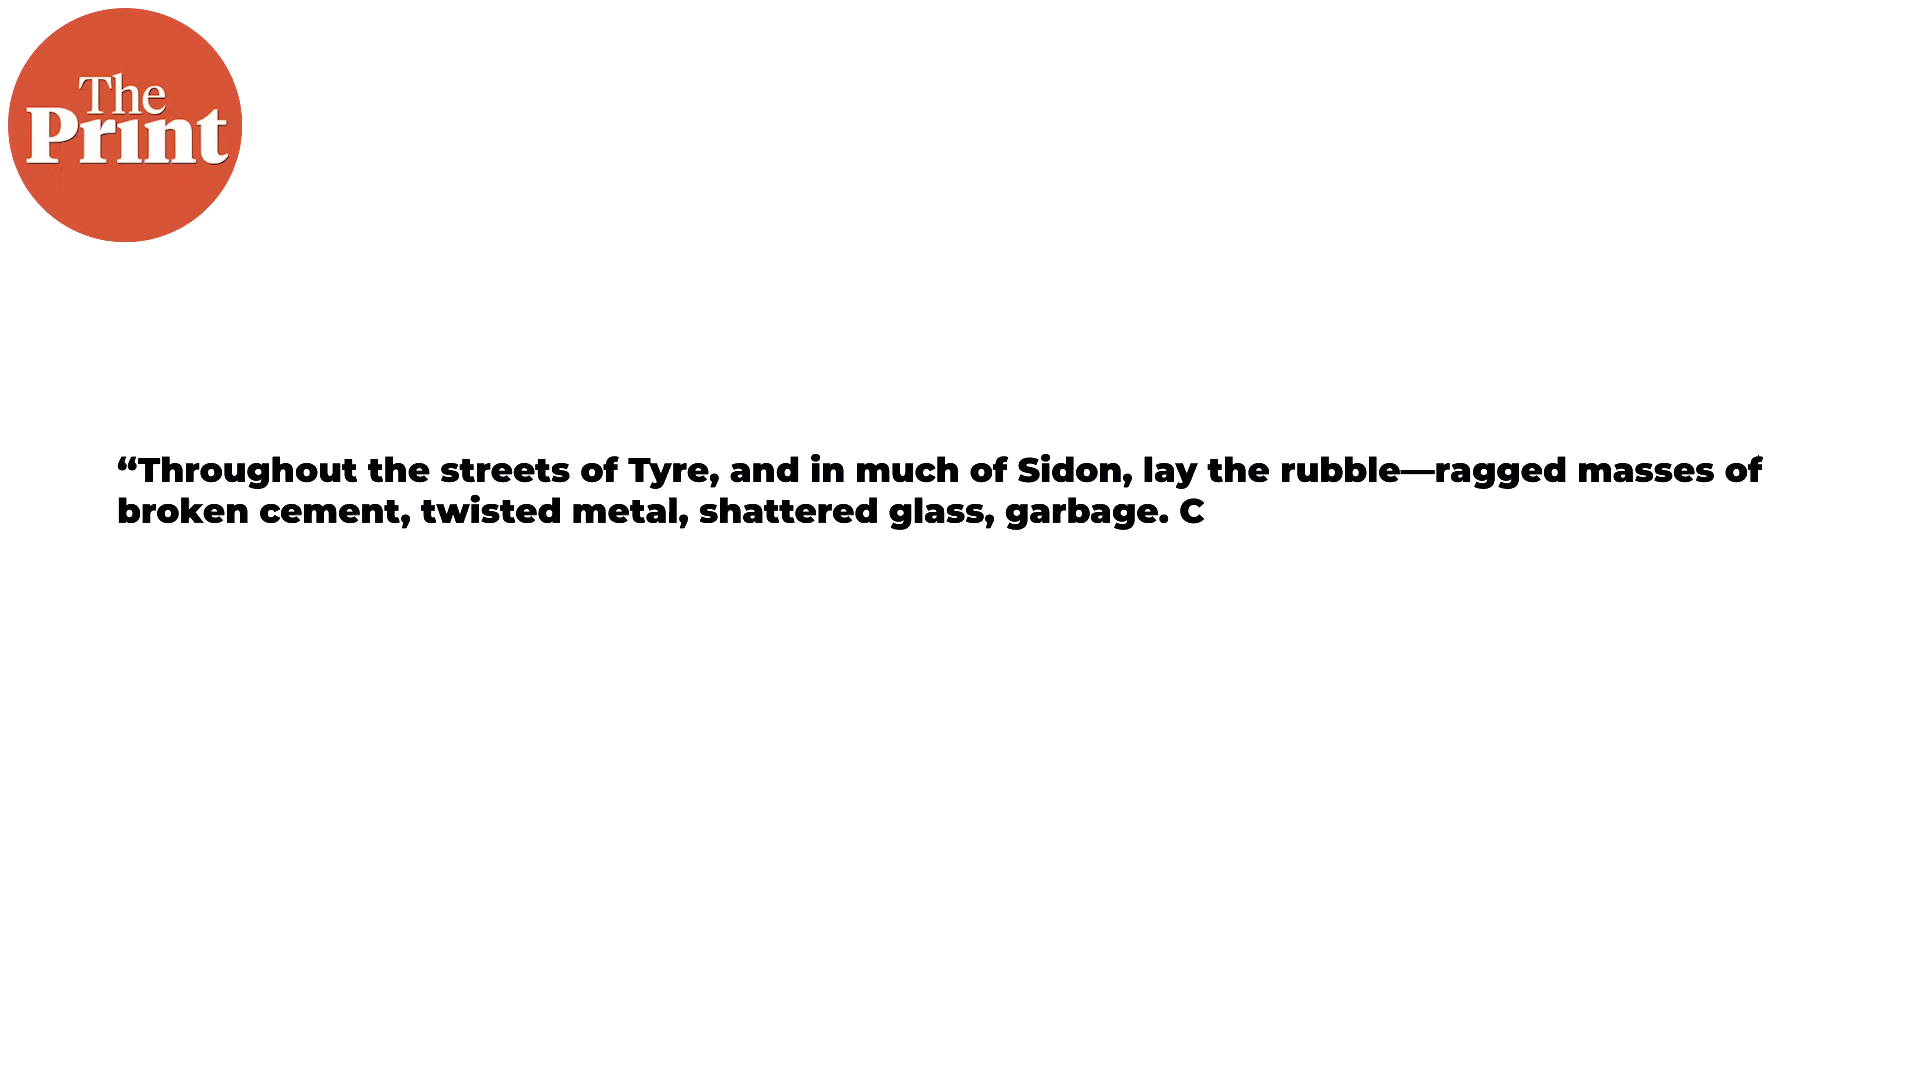 The
Print
“Throughout the streets of Tyre, and in much of Sidon, lay the rubble—ragged masses of
broken cement, twisted metal, shattered glass, garbage. C